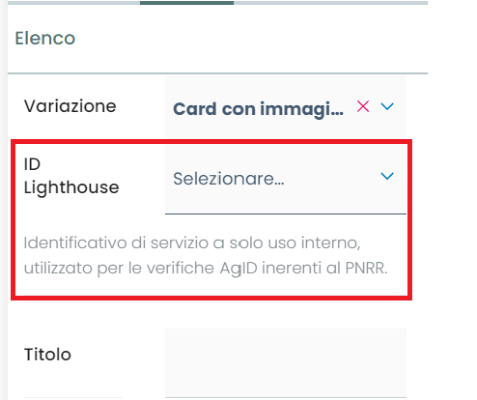 Elenco
Variazione
Card con immagi...
ID
Lighthouse
Selezionare...
Identificativo di servizio a solo uso interno,
utilizzato per le verifiche AgID inerenti al PNRR.
Titolo